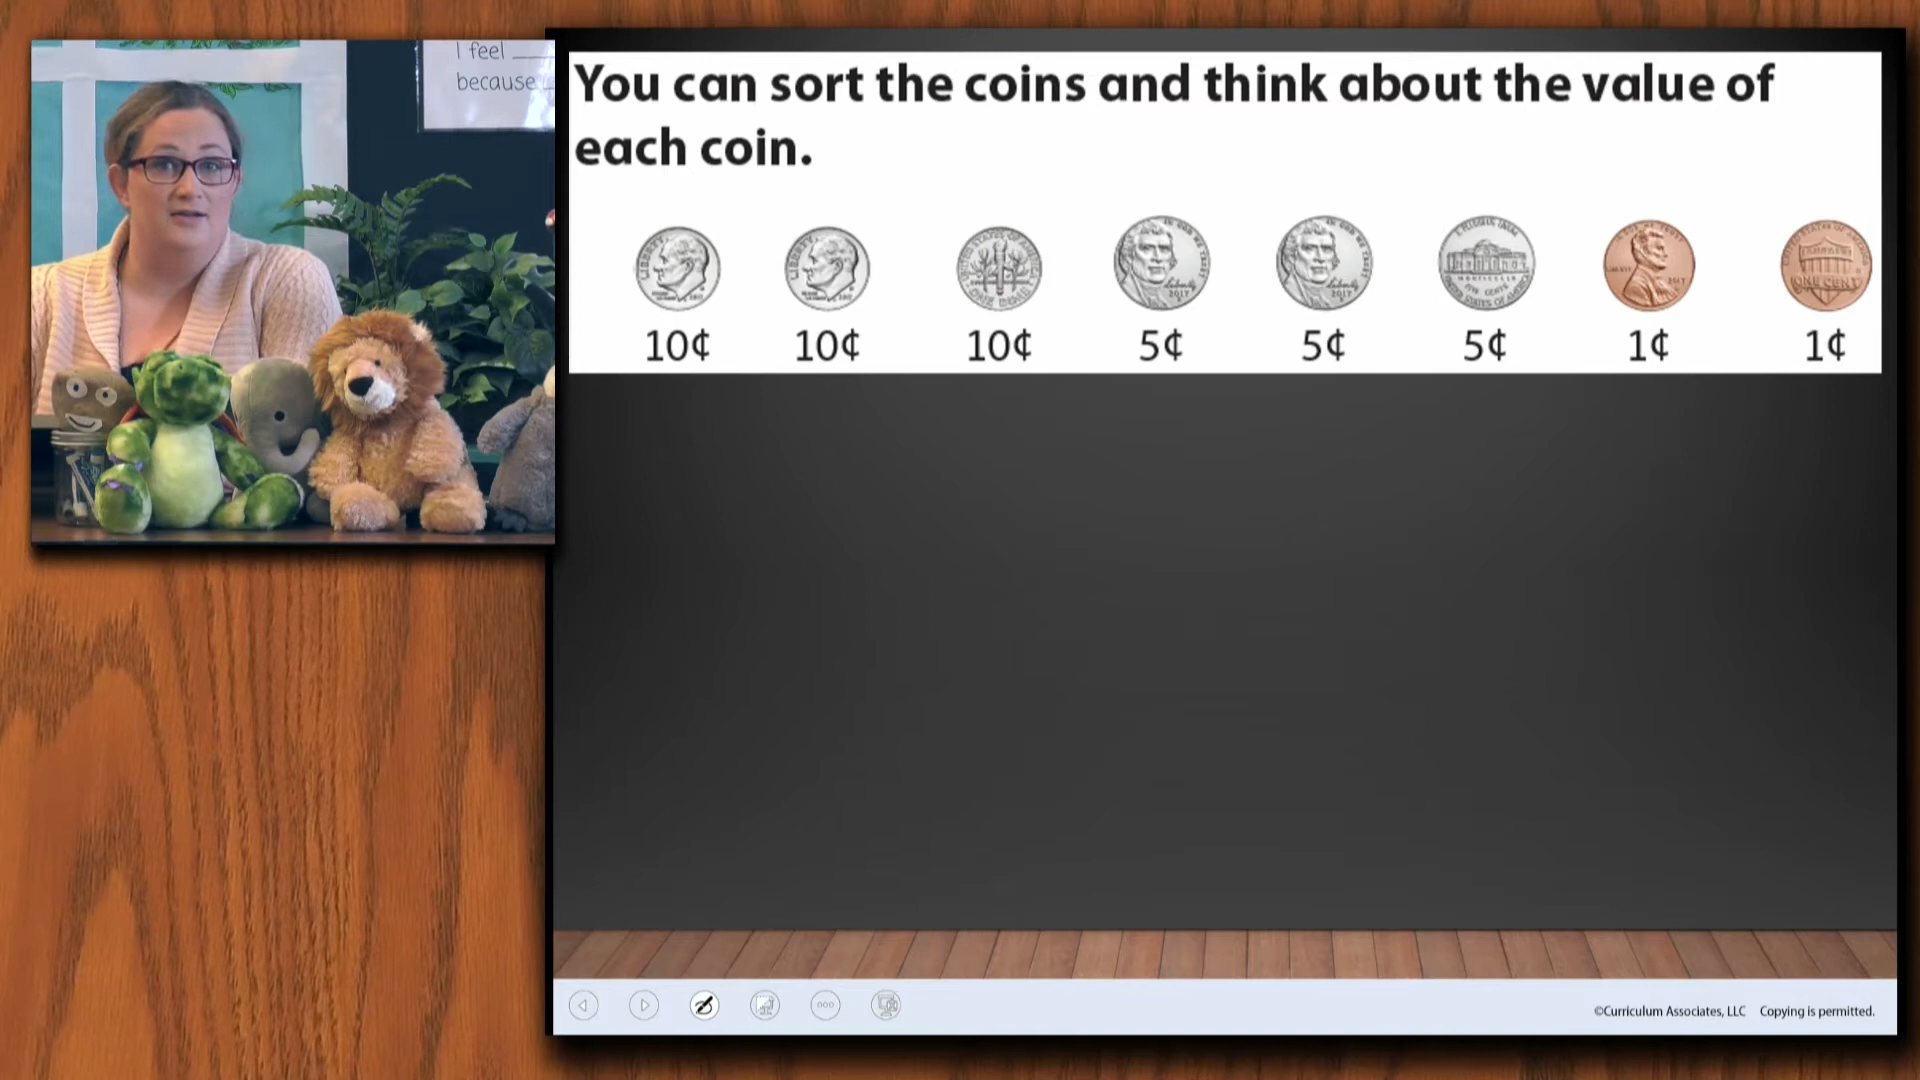 I feel
because
You can sort the coins and think about the value of
each coin.
10¢ 10¢ 10¢ 5¢ 5¢ 5¢ 1¢ 1¢
©Curriculum Associates, LLC Copying is permitted.